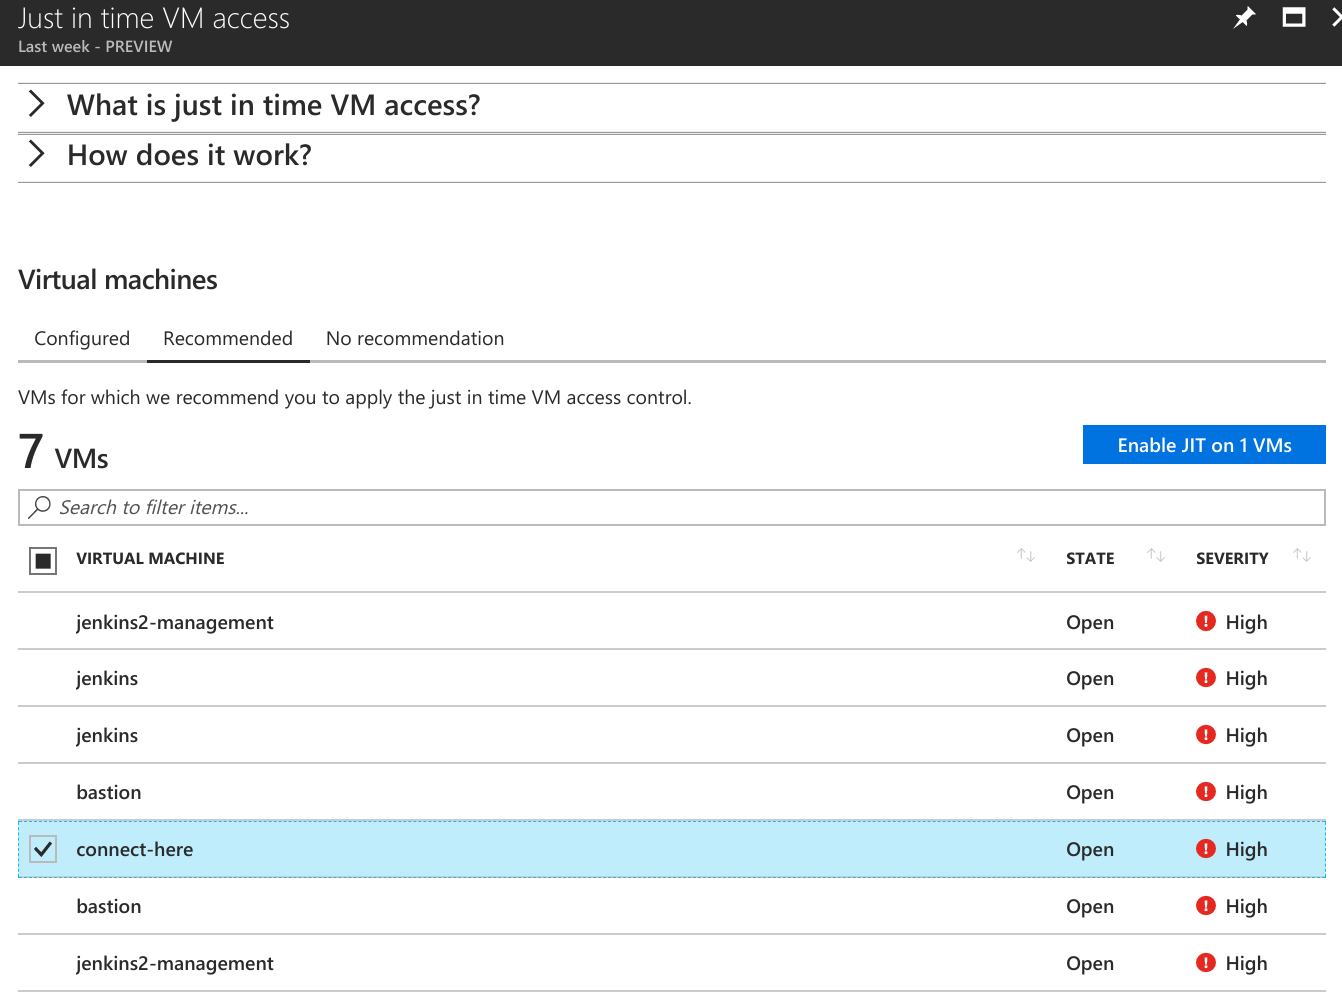 Just in time VM access
Last week - PREVIEW
What is just in time VM access?
How does it work?
Virtual machines
Configured Recommended No recommendation
VMs for which we recommend you to apply the just in time VM access control.
7 VMs Enable JIT on 1 VMs
Search to filter items...
VIRTUAL MACHINE STATE SEVERITY
jenkins2-management Open High
jenkins Open High
jenkins Open High
bastion Open High
connect-here Open High
bastion Open High
jenkins2-management Open High